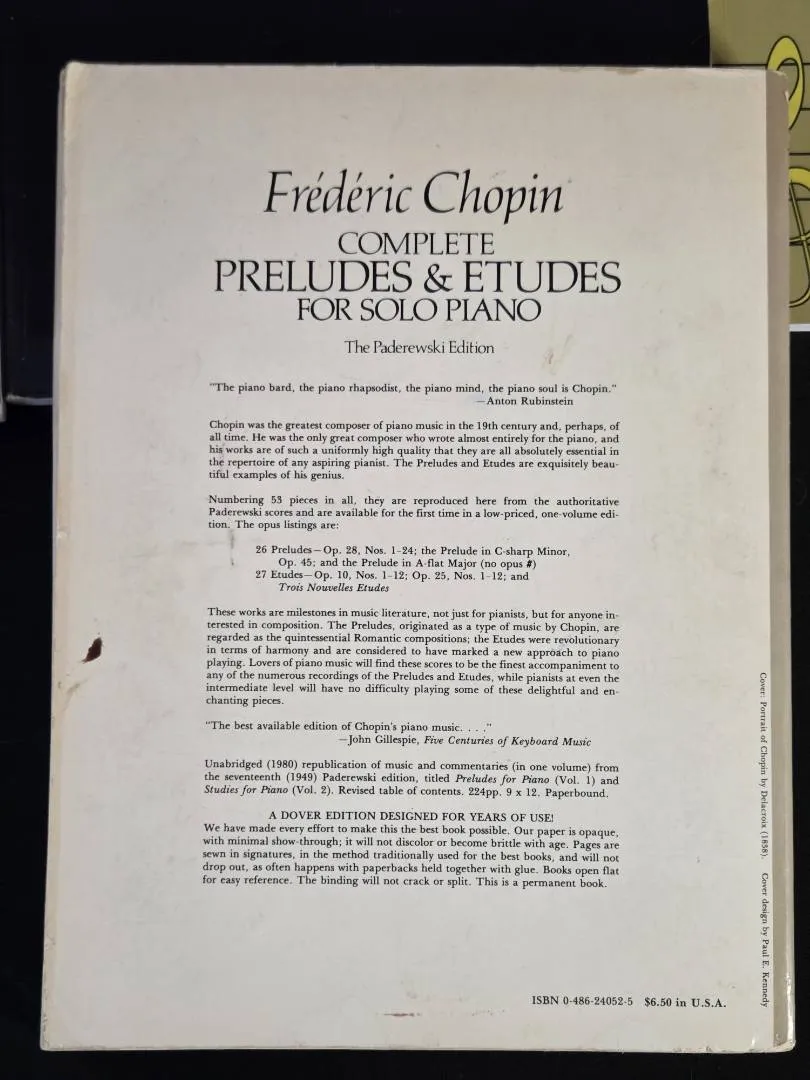 Frédéric Chopin
COMPLETE
PRELUDES & ETUDES
FOR SOLO PIANO
The Paderewski Edition
"The piano bard, the piano rhapsodist, the piano mind, the piano soul is Chopin."
—Anton Rubinstein
Chopin was the greatest composer of piano music in the 19th century and, perhaps, of
all time. He was the only great composer who wrote almost entirely for the piano, and
his works are of such a uniformly high quality that they are all absolutely essential in
the repertoire of any aspiring pianist. The Preludes and Etudes are exquisitely beau-
tiful examples of his genius.
Numbering 53 pieces in all, they are reproduced here from the authoritative
Paderewski scores and are available for the first time in a low-priced, one-volume edi-
tion. The opus listings are:
26 Preludes—Op. 28, Nos. 1-24; the Prelude in C-sharp Minor,
Op. 45; and the Prelude in A-flat Major (no opus #)
27 Etudes—Op. 10, Nos. 1-12; Op. 25, Nos. 1-12; and
Trois Nouvelles Etudes
These works are milestones in music literature, not just for pianists, but for anyone in-
terested in composition. The Preludes, originated as a type of music by Chopin, are
regarded as the quintessential Romantic compositions; the Etudes were revolutionary
in terms of harmony and are considered to have marked a new approach to piano
playing. Lovers of piano music will find these scores to be the finest accompaniment to
any of the numerous recordings of the Preludes and Etudes, while pianists at even the
intermediate level will have no difficulty playing some of these delightful and en-
chanting pieces.
"The best available edition of Chopin's piano music. . . ."
—John Gillespie, Five Centuries of Keyboard Music
Unabridged (1980) republication of music and commentaries (in one volume) from
the seventeenth (1949) Paderewski edition, titled Preludes for Piano (Vol. 1) and
Studies for Piano (Vol. 2). Revised table of contents. 224pp. 9 x 12. Paperbound.
A DOVER EDITION DESIGNED FOR YEARS OF USE!
We have made every effort to make this the best book possible. Our paper is opaque,
with minimal show-through; it will not discolor or become brittle with age. Pages are
sewn in signatures, in the method traditionally used for the best books, and will not
drop out, as often happens with paperbacks held together with glue. Books open flat
for easy reference. The binding will not crack or split. This is a permanent book.
ISBN 0-486-24052-5 $6.50 in U.S.A.
Cover: Portrait of Chopin by Delacroix (1838). Cover design by Paul E. Kennedy